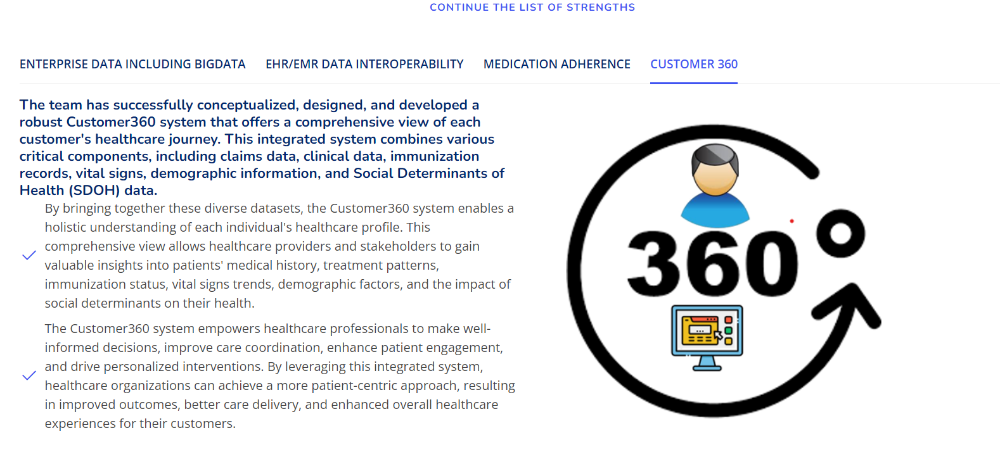 CONTINUE THE LIST OF STRENGTHS
ENTERPRISE DATA INCLUDING BIGDATA
EHR/EMR DATA INTEROPERABILITY
MEDICATION ADHERENCE
CUSTOMER 360
The team has successfully conceptualized, designed, and developed a
robust Customer360 system that offers a comprehensive view of each
customer's healthcare journey. This integrated system combines various
critical components, including claims data, clinical data, immunization
records, vital signs, demographic information, and Social Determinants of
Health (SDOH) data.
By bringing together these diverse datasets, the Customer360 system enables a
holistic understanding of each individual's healthcare profile. This
comprehensive view allows healthcare providers and stakeholders to gain
valuable insights into patients' medical history, treatment patterns,
immunization status, vital signs trends, demographic factors, and the impact of
social determinants on their health.
The Customer360 system empowers healthcare professionals to make well-
informed decisions, improve care coordination, enhance patient engagement,
and drive personalized interventions. By leveraging this integrated system,
healthcare organizations can achieve a more patient-centric approach, resulting
in improved outcomes, better care delivery, and enhanced overall healthcare
experiences for their customers.
360°